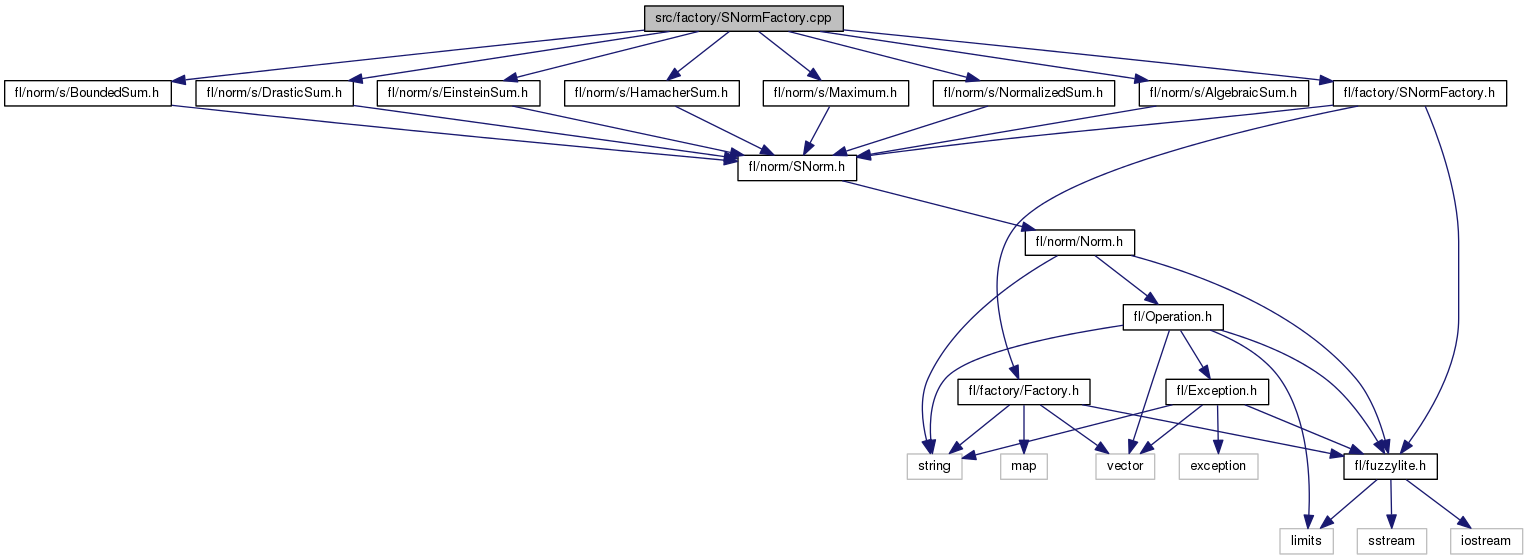 src/factory/SNormFactory.cpp
fl/norm/s/BoundedSum.h
fl/norm/s/DrasticSum.h
fl/norm/s/EinsteinSum.h
fl/norm/s/HamacherSum.h
fl/norm/s/Maximum.h
fl/norm/s/NormalizedSum.h
fl/norm/s/AlgebraicSum.h
fl/factory/SNormFactory.h
fl/norm/SNorm.h
fl/norm/Norm.h
fl/Operation.h
fl/factory/Factory.h
fl/Exception.h
string
map
vector
exception
fl/fuzzylite.h
limits
sstream
iostream